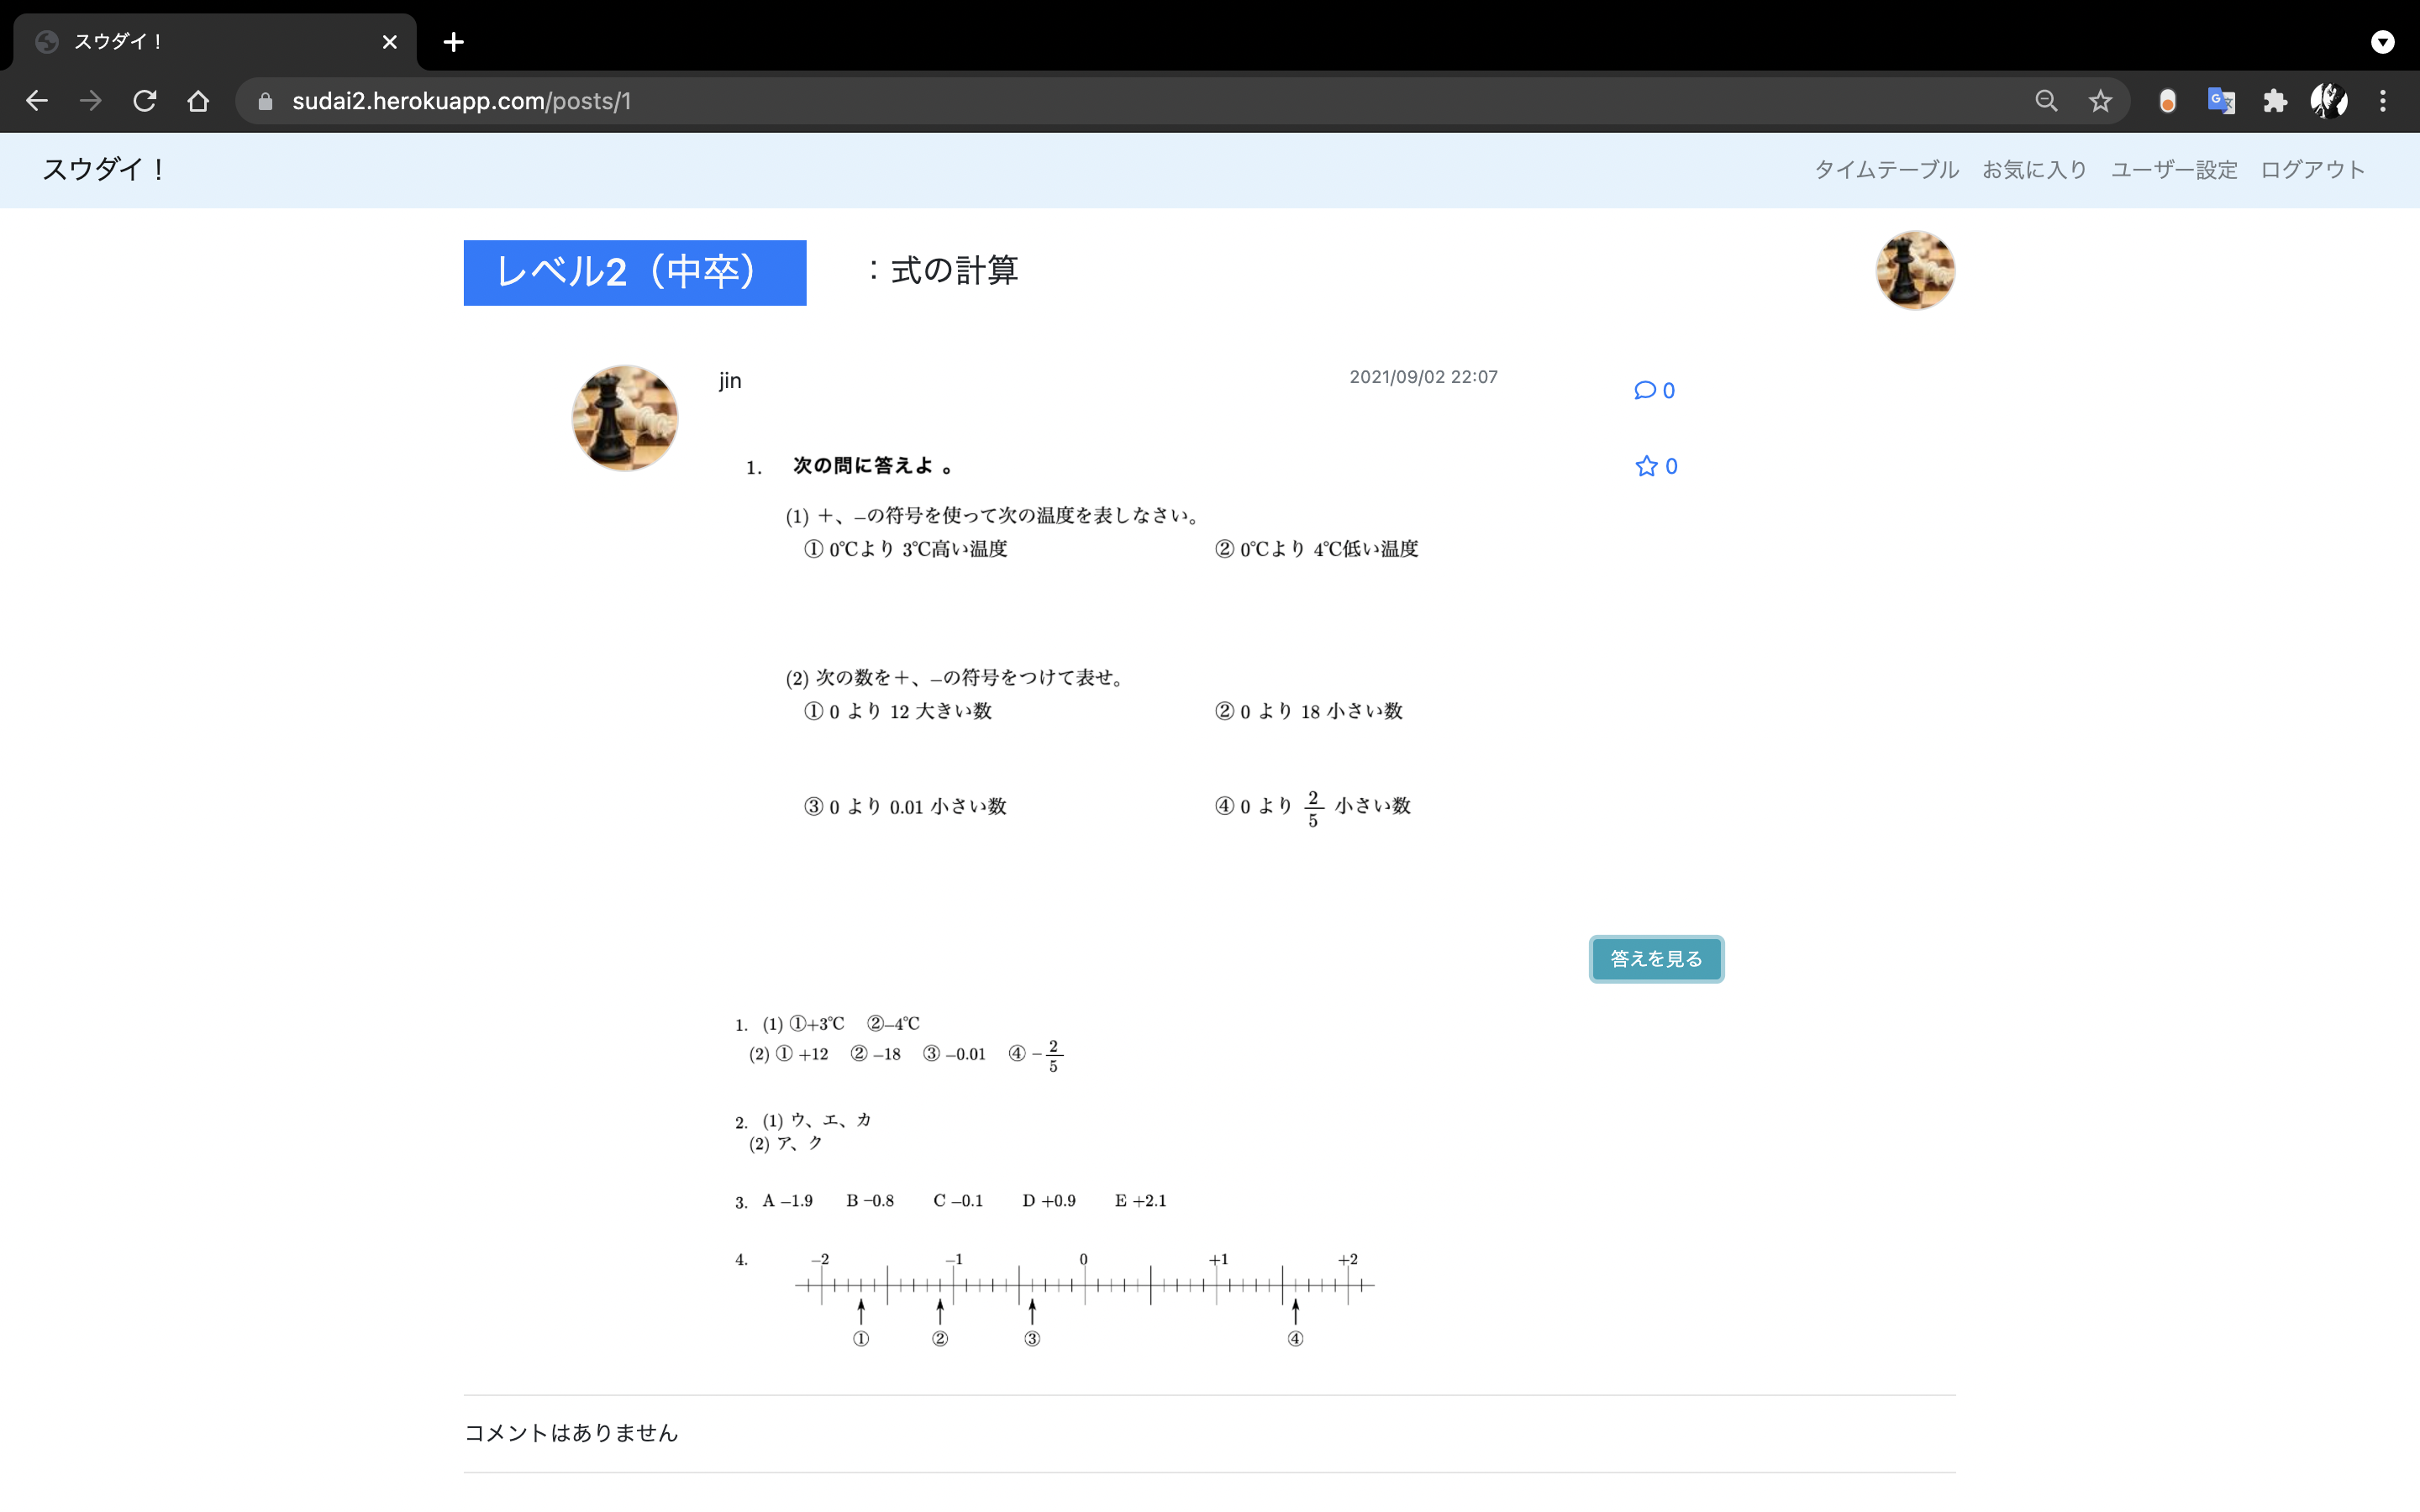 スウダイ！
sudai2.herokuapp.com/posts/1
スウダイ！ タイムテーブル お気に入り ユーザー設定 ログアウト
レベル2（中卒） ：式の計算
jin 2021/09/02 22:07 0
1. 次の問に答えよ 。 0
(1) ＋、–の符号を使って次の温度を表しなさい。
① 0℃より 3℃高い温度 ② 0℃より 4℃低い温度
(2) 次の数を＋、–の符号をつけて表せ。
① 0 より 12 大きい数 ② 0 より 18 小さい数
③ 0 より 0.01 小さい数 ④ 0 より 2/5 小さい数
答えを見る
1. (1) ①+3℃ ②–4℃
(2) ① +12 ② –18 ③ –0.01 ④ –2/5
2. (1) ウ、エ、カ
(2) ア、ク
3. A –1.9 B –0.8 C –0.1 D +0.9 E +2.1
4. –2 –1 0 +1 +2
① ② ③ ④
コメントはありません